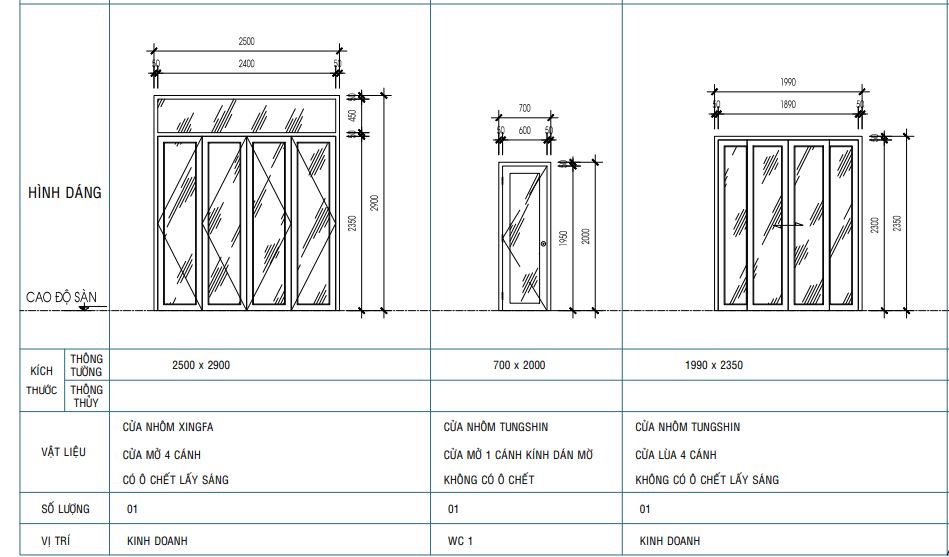 HÌNH DÁNG
CAO ĐỘ SÀN
2500
50 2400 50
50
450
50
2350
2900
700
50 600 50
50
1950
2000
1990
50 1890 50
50
2300
2350
KÍCH THƯỚC
THÔNG TƯỜNG
2500 x 2900
700 x 2000
1990 x 2350
THÔNG THỦY
VẬT LIỆU
CỬA NHÔM XINGFA
CỬA MỞ 4 CÁNH
CÓ Ô CHẾT LẤY SÁNG
CỬA NHÔM TUNGSHIN
CỬA MỞ 1 CÁNH KÍNH DÁN MỜ
KHÔNG CÓ Ô CHẾT
CỬA NHÔM TUNGSHIN
CỬA LÙA 4 CÁNH
KHÔNG CÓ Ô CHẾT LẤY SÁNG
SỐ LƯỢNG
01
01
01
VỊ TRÍ
KINH DOANH
WC 1
KINH DOANH